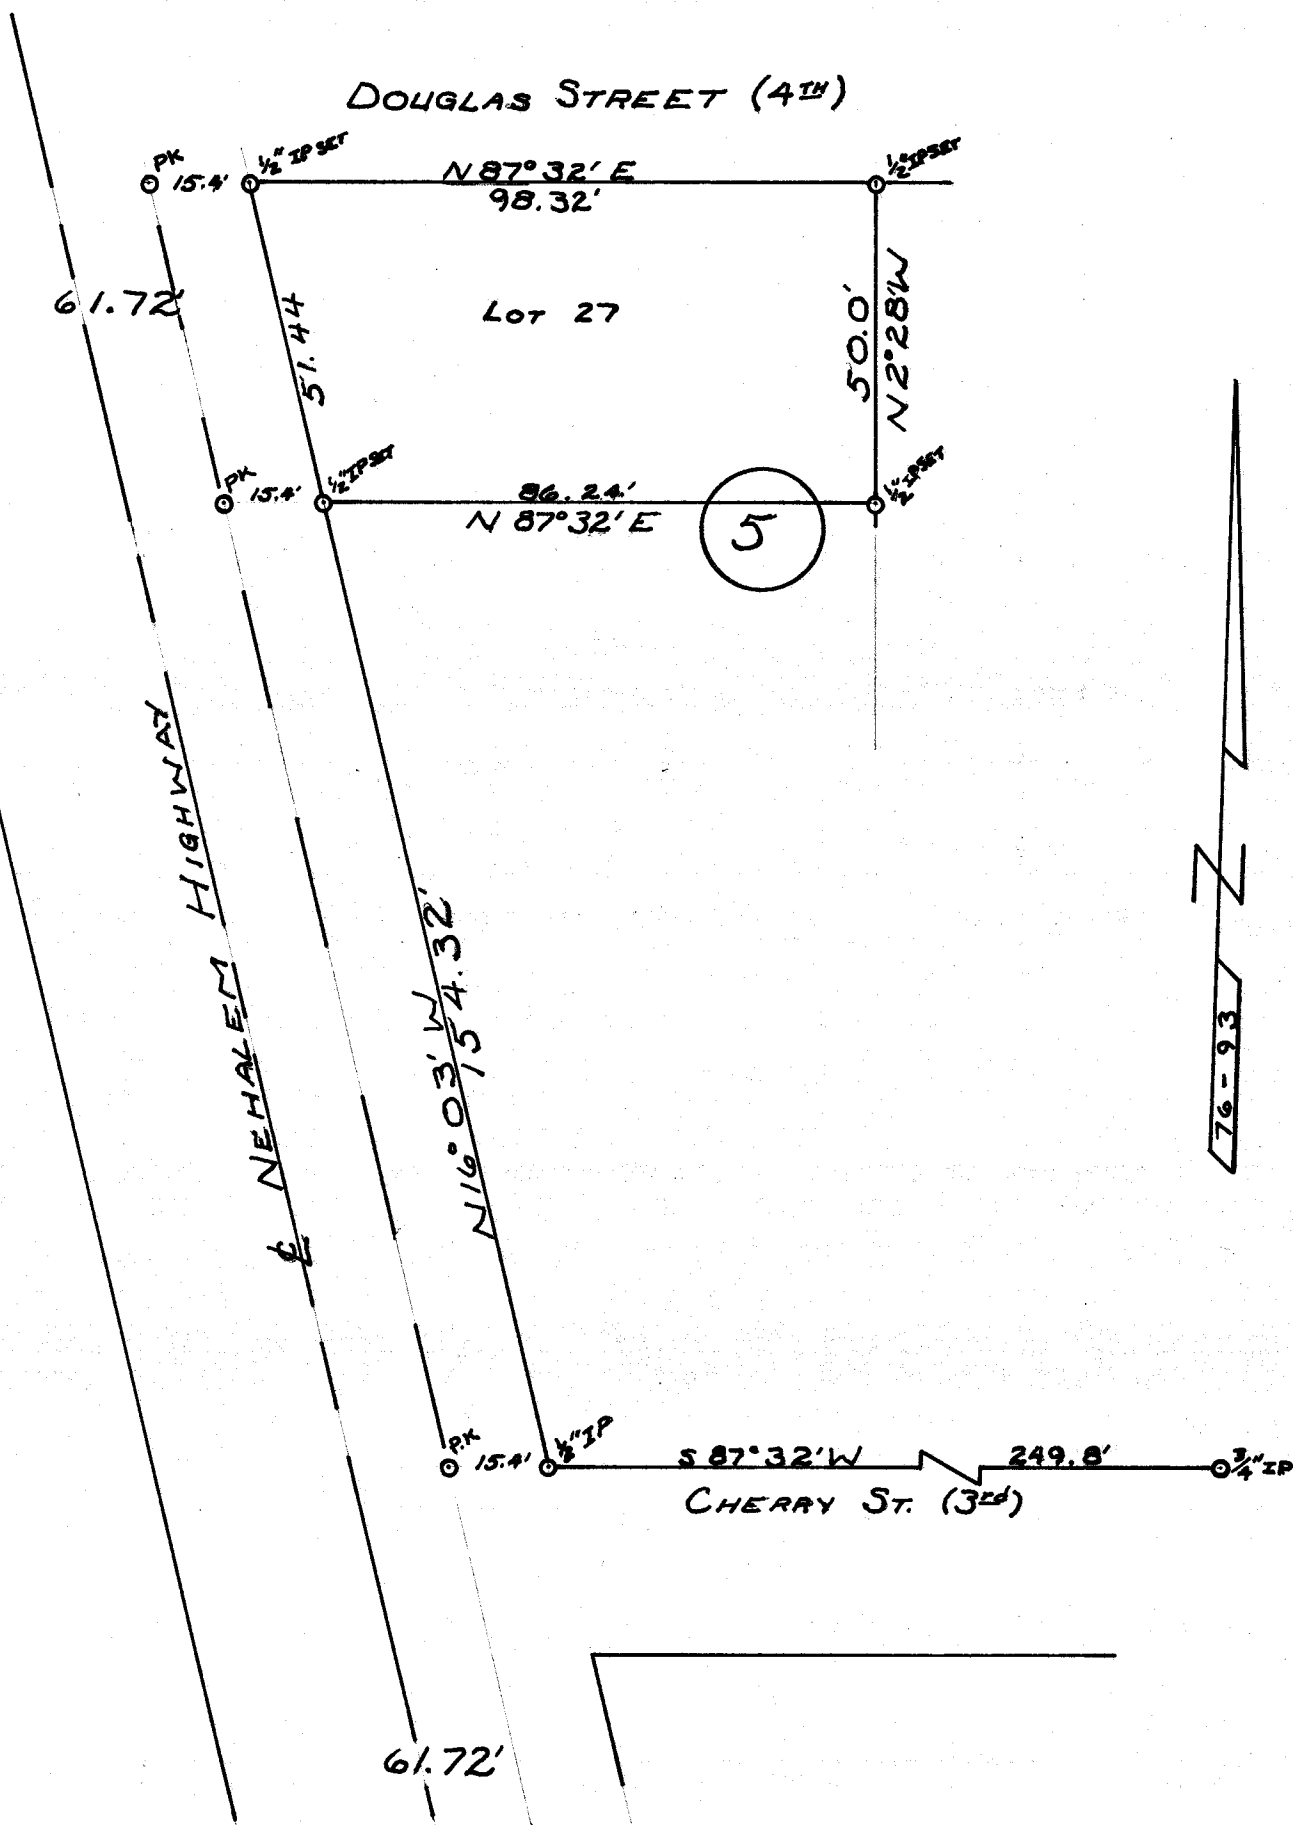 DOUGLAS STREET (4TH)
PK
15.4'
1/2" IP SET
N 87° 32' E
98.32'
1/2" IP SET
61.72'
51.44
LOT 27
50.0'
N 2° 28' W
PK
15.4'
1/2" IP SET
86.24'
N 87° 32' E
1/2" IP SET
5
℄ NEHALEM HIGHWAY
N 16° 03' W
154.32'
N
76-93
P.K
15.4'
1/2" IP
S 87° 32' W
249.8'
3/4" IP
CHERRY ST. (3rd)
61.72'